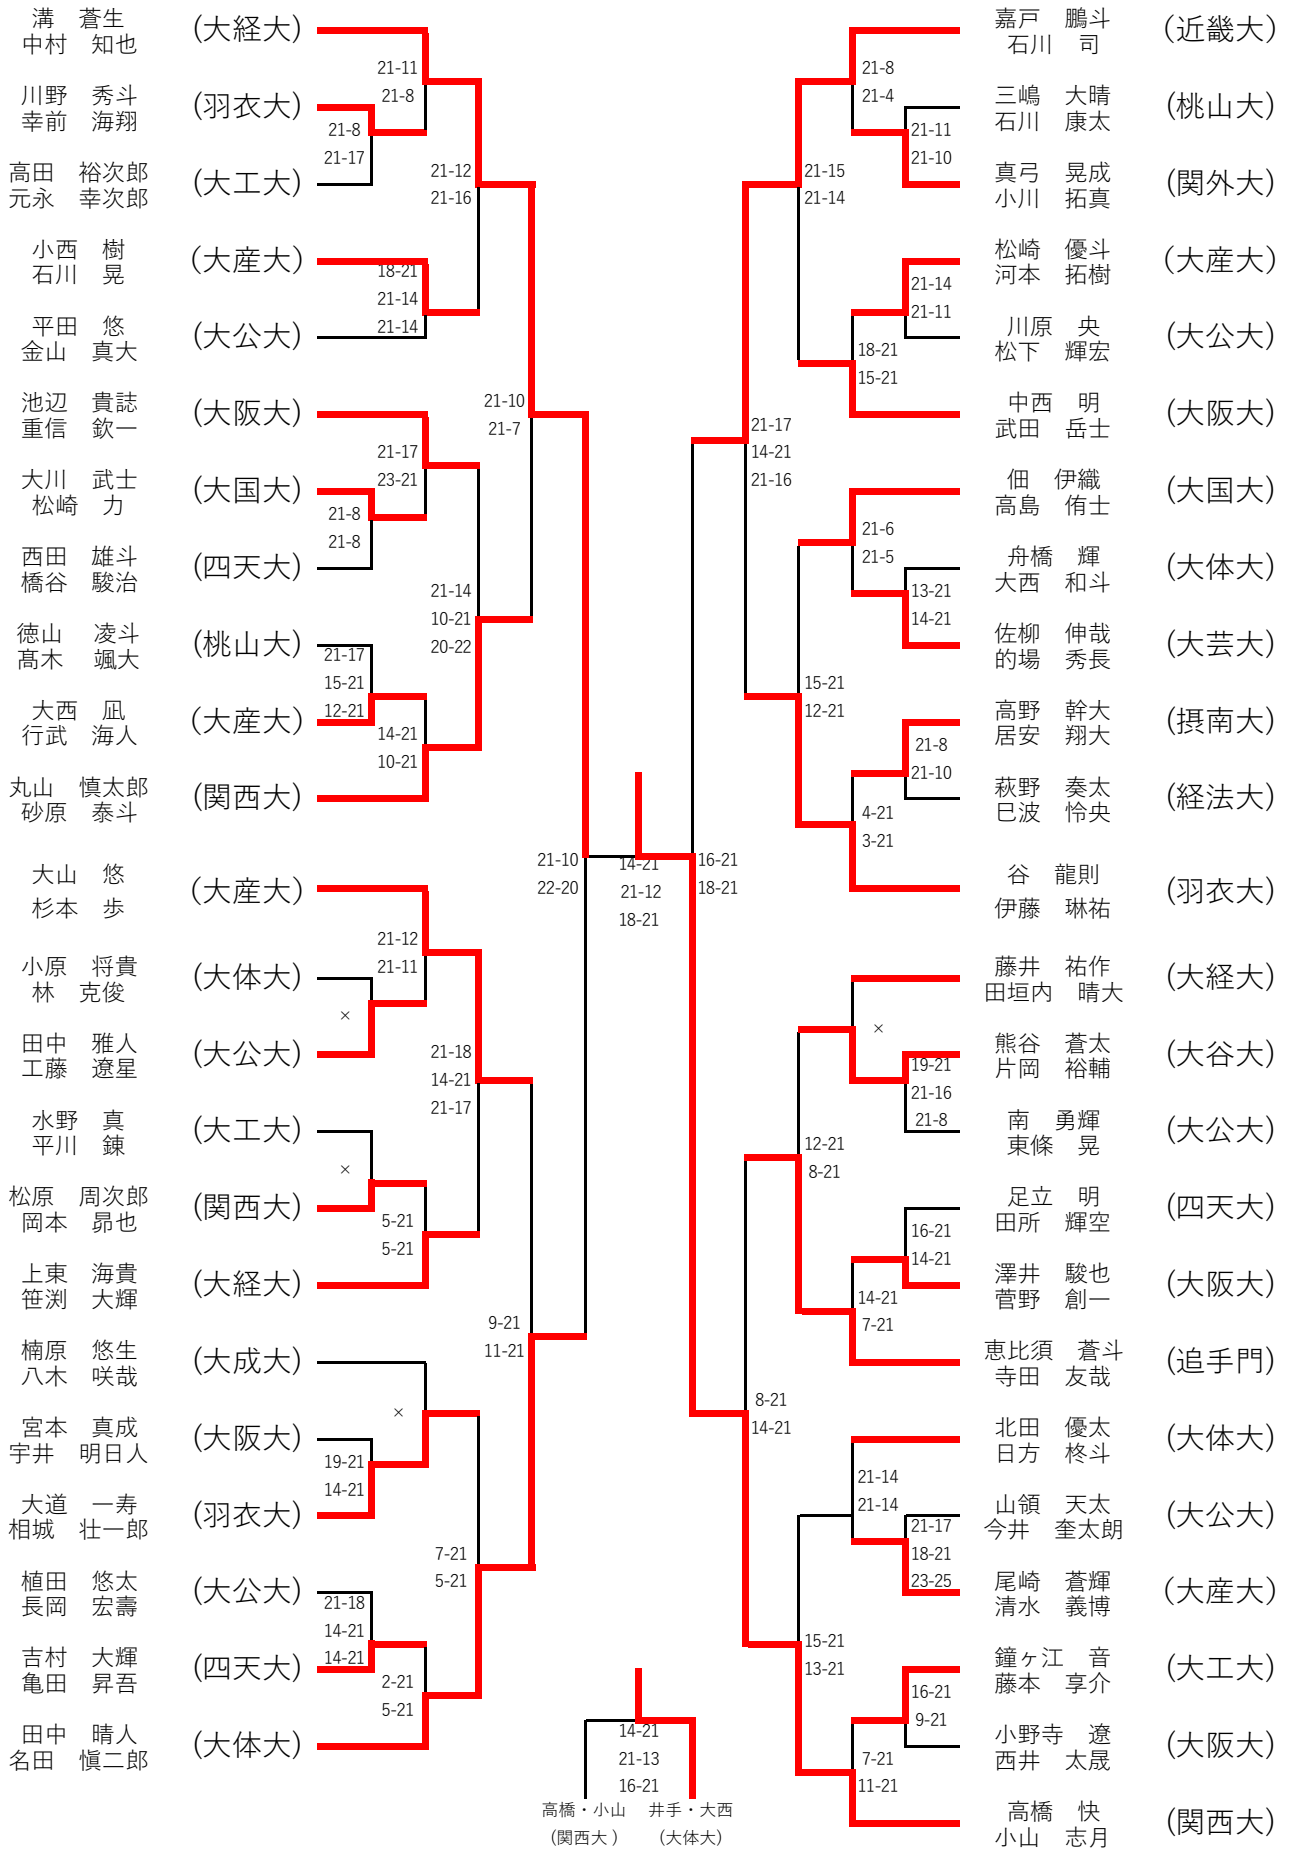 溝　蒼生
中村　知也
(大経大)
21-11
21-8
川野　秀斗
幸前　海翔
(羽衣大)
21-8
21-17
高田　裕次郎
元永　幸次郎
(大工大)
21-12
21-16
小西　樹
石川　晃
(大産大)
18-21
21-14
21-14
平田　悠
金山　真大
(大公大)
池辺　貴誌
重信　欽一
(大阪大)
21-10
21-7
21-17
23-21
大川　武士
松崎　力
(大国大)
21-8
21-8
西田　雄斗
橋谷　駿治
(四天大)
21-14
10-21
20-22
徳山　凌斗
髙木　颯大
(桃山大)
21-17
15-21
12-21
大西　凪
行武　海人
(大産大)
14-21
10-21
丸山　慎太郎
砂原　泰斗
(関西大)
21-10
22-20
大山　悠
杉本　歩
(大産大)
21-12
21-11
小原　将貴
林　克俊
(大体大)
×
田中　雅人
工藤　遼星
(大公大)
21-18
14-21
21-17
水野　真
平川　錬
(大工大)
×
松原　周次郎
岡本　昴也
(関西大)
5-21
5-21
上東　海貴
笹渕　大輝
(大経大)
9-21
11-21
楠原　悠生
八木　咲哉
(大成大)
×
宮本　真成
宇井　明日人
(大阪大)
19-21
14-21
大道　一寿
相城　壮一郎
(羽衣大)
7-21
5-21
植田　悠太
長岡　宏壽
(大公大)
21-18
14-21
14-21
吉村　大輝
亀田　昇吾
(四天大)
2-21
5-21
田中　晴人
名田　愼二郎
(大体大)
14-21
21-12
18-21
14-21
21-13
16-21
高橋・小山
(関西大)
井手・大西
(大体大)
嘉戸　鵬斗
石川　司
(近畿大)
21-8
21-4
三嶋　大晴
石川　康太
(桃山大)
21-11
21-10
真弓　晃成
小川　拓真
(関外大)
21-15
21-14
松崎　優斗
河本　拓樹
(大産大)
21-14
21-11
川原　央
松下　輝宏
(大公大)
18-21
15-21
中西　明
武田　岳士
(大阪大)
21-17
14-21
21-16
佃　伊織
高島　侑士
(大国大)
21-6
21-5
舟橋　輝
大西　和斗
(大体大)
13-21
14-21
佐柳　伸哉
的場　秀長
(大芸大)
15-21
12-21
高野　幹大
居安　翔大
(摂南大)
21-8
21-10
萩野　奏太
巳波　怜央
(経法大)
4-21
3-21
16-21
18-21
谷　龍則
伊藤　琳祐
(羽衣大)
藤井　祐作
田垣内　晴大
(大経大)
×
熊谷　蒼太
片岡　裕輔
(大谷大)
19-21
21-16
21-8
南　勇輝
東條　晃
(大公大)
12-21
8-21
足立　明
田所　輝空
(四天大)
16-21
14-21
澤井　駿也
菅野　創一
(大阪大)
14-21
7-21
恵比須　蒼斗
寺田　友哉
(追手門)
8-21
14-21
北田　優太
日方　柊斗
(大体大)
21-14
21-14
山領　天太
今井　奎太朗
(大公大)
21-17
18-21
23-25
尾崎　蒼輝
清水　義博
(大産大)
15-21
13-21
鐘ヶ江　音
藤本　享介
(大工大)
16-21
9-21
小野寺　遼
西井　太晟
(大阪大)
7-21
11-21
高橋　快
小山　志月
(関西大)